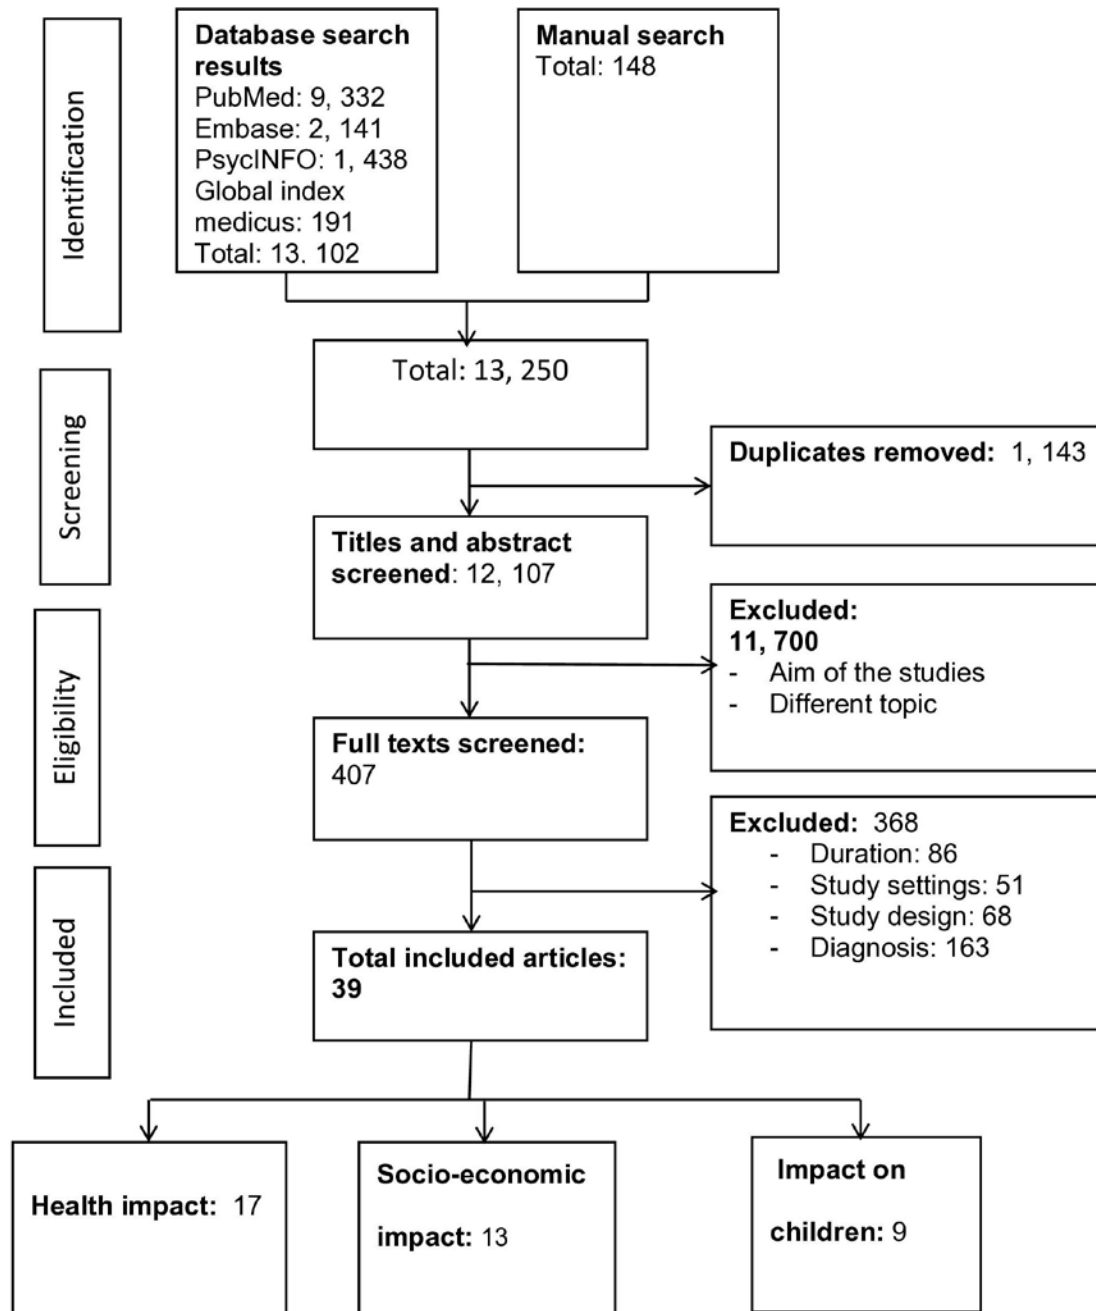 Identification
Database search
results
PubMed: 9, 332
Embase: 2, 141
PsycINFO: 1, 438
Global index
medicus: 191
Total: 13. 102
Manual search
Total: 148
Total: 13, 250
Screening
Duplicates removed: 1, 143
Titles and abstract
screened: 12, 107
Eligibility
Excluded:
11, 700
- Aim of the studies
- Different topic
Full texts screened:
407
Excluded: 368
- Duration: 86
- Study settings: 51
- Study design: 68
- Diagnosis: 163
Included
Total included articles:
39
Health impact: 17
Socio-economic
impact: 13
Impact on
children: 9